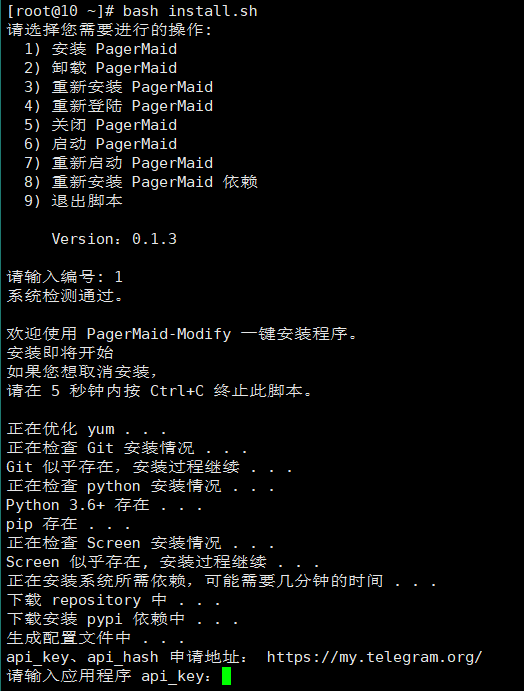 [root@10 ~]# bash install.sh
请选择您需要进行的操作:
1) 安装 PagerMaid
2) 卸载 PagerMaid
3) 重新安装 PagerMaid
4) 重新登陆 PagerMaid
5) 关闭 PagerMaid
6) 启动 PagerMaid
7) 重新启动 PagerMaid
8) 重新安装 PagerMaid 依赖
9) 退出脚本
Version：0.1.3
请输入编号: 1
系统检测通过。
欢迎使用 PagerMaid-Modify 一键安装程序。
安装即将开始
如果您想取消安装，
请在 5 秒钟内按 Ctrl+C 终止此脚本。
正在优化 yum . . .
正在检查 Git 安装情况 . . .
Git 似乎存在，安装过程继续 . . .
正在检查 python 安装情况 . . .
Python 3.6+ 存在 . . .
pip 存在 . . .
正在检查 Screen 安装情况 . . .
Screen 似乎存在, 安装过程继续 . . .
正在安装系统所需依赖，可能需要几分钟的时间 . . .
下载 repository 中 . . .
下载安装 pypi 依赖中 . . .
生成配置文件中 . . .
api_key、api_hash 申请地址： https://my.telegram.org/
请输入应用程序 api_key：